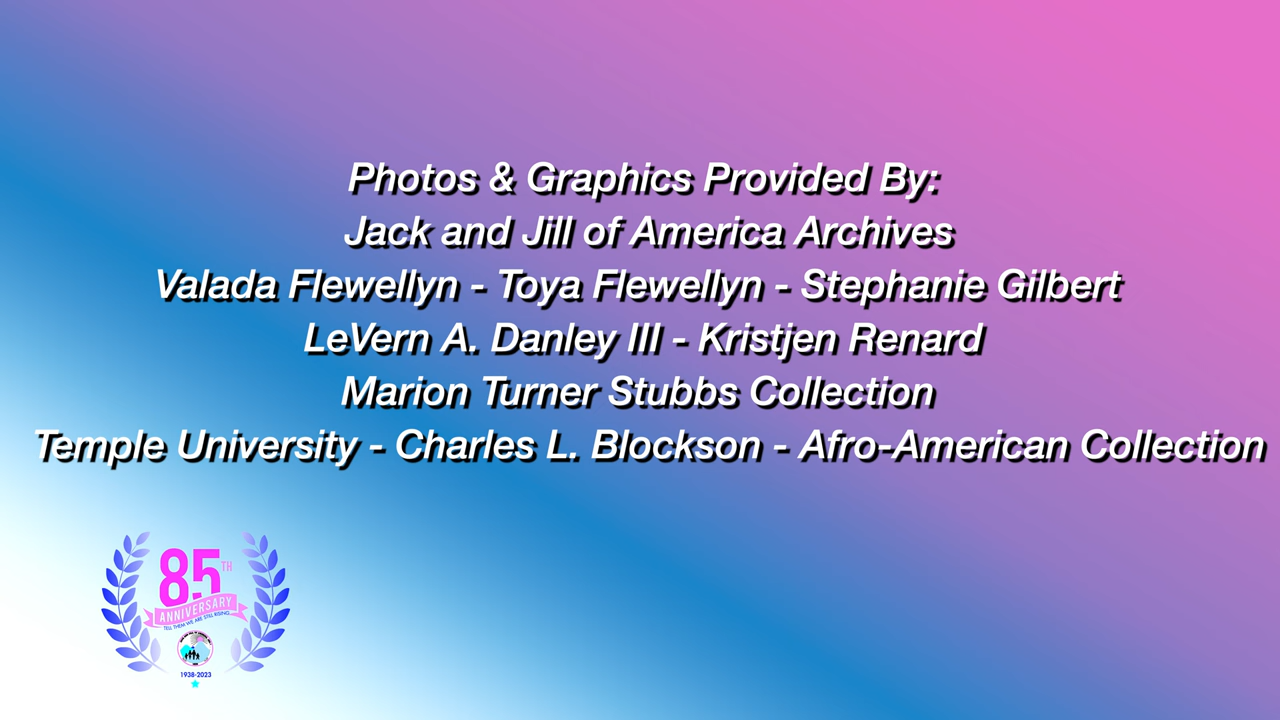 Photos & Graphics Provided By:
Jack and Jill of America Archives
Valada Flewellyn - Toya Flewellyn - Stephanie Gilbert
LeVern A. Danley III - Kristjen Renard
Marion Turner Stubbs Collection
Temple University - Charles L. Blockson - Afro-American Collection
85TH
ANNIVERSARY
TELL THEM WE ARE STILL RISING
1938-2023